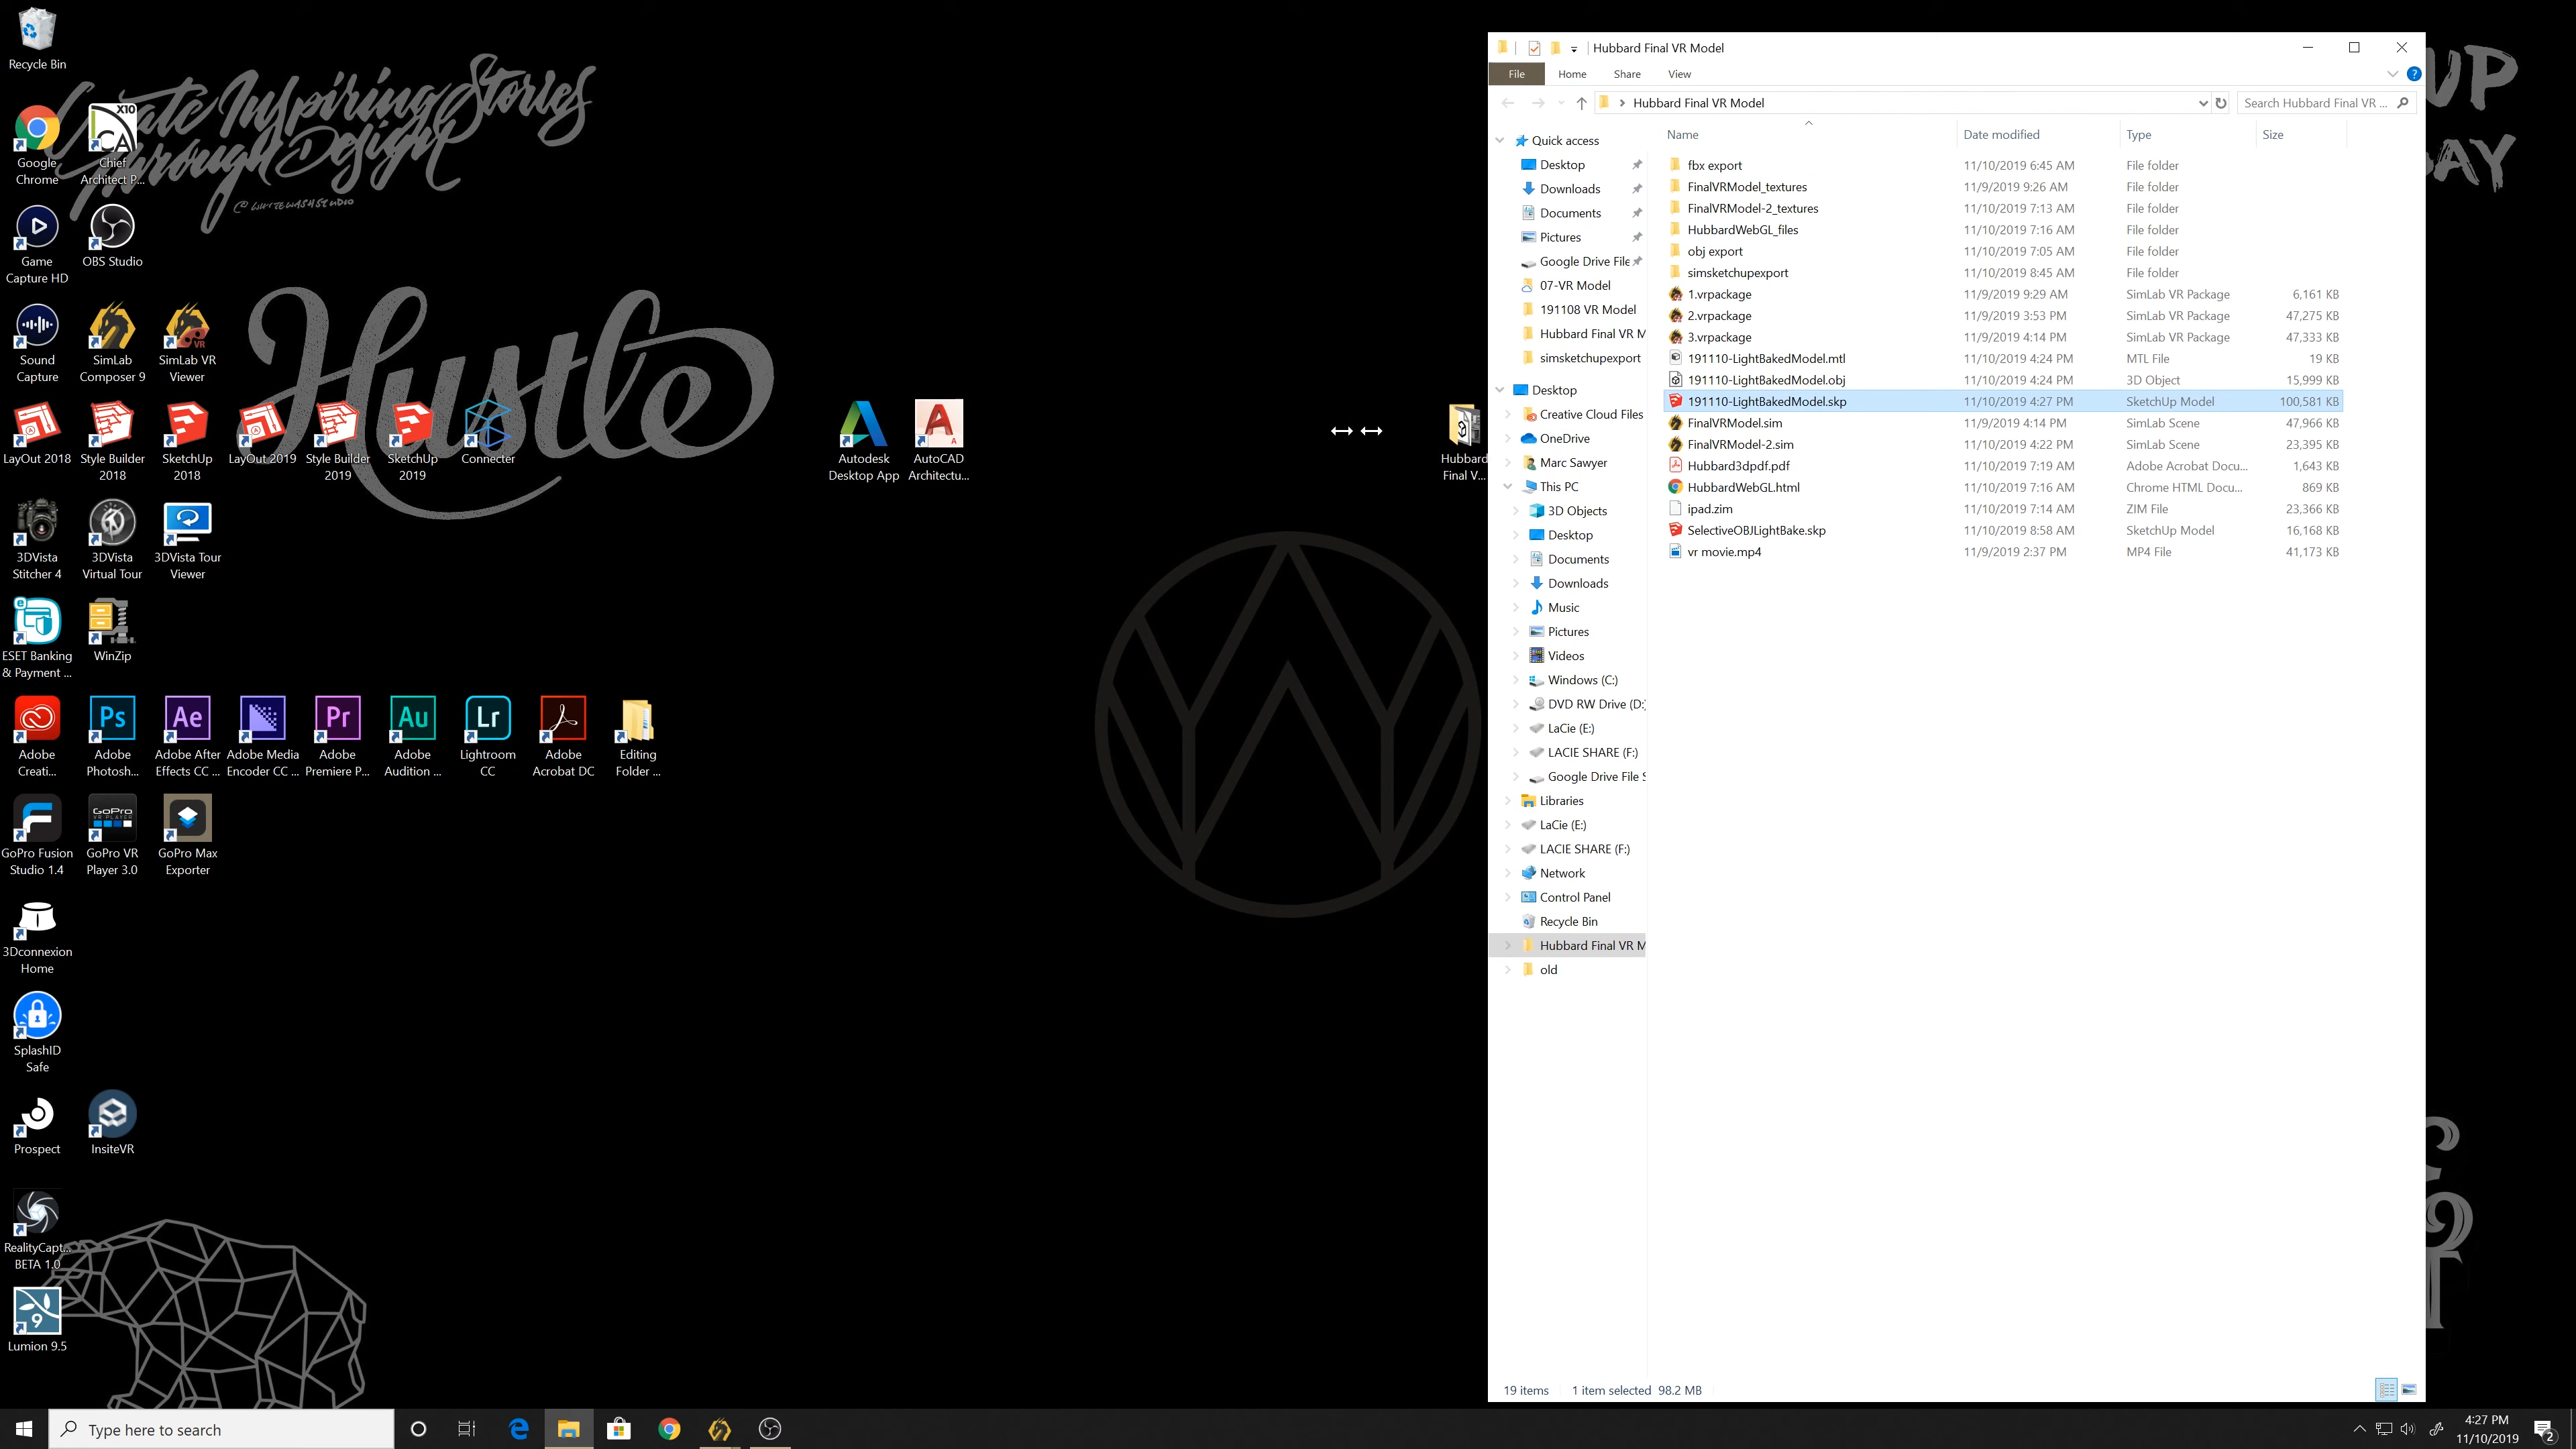 Recycle Bin
Create Inspiring Stories
Through Design
@WHITEWASHSTUDIO
Google
Chrome
X10
CA
Chief
Architect P...
Game
Capture HD
OBS Studio
Sound
Capture
SimLab
Composer 9
VR
SimLab VR
Viewer
Hustle
LayOut 2018
Style Builder
2018
SketchUp
2018
LayOut 2019
Style Builder
2019
SketchUp
2019
Connecter
Autodesk
Desktop App
AutoCAD
Architectu...
Hubbard
Final V...
3DVista
Stitcher 4
3DVista
Virtual Tour
3DVista Tour
Viewer
ESET Banking
& Payment ...
WinZip
Adobe
Creati...
Ps
Adobe
Photosh...
Ae
Adobe After
Effects CC ...
Adobe Media
Encoder CC ...
Pr
Adobe
Premiere P...
Au
Adobe
Audition ...
Lr
Lightroom
CC
Adobe
Acrobat DC
Editing
Folder ...
GoPro Fusion
Studio 1.4
GoPro
VR PLAYER
GoPro VR
Player 3.0
GoPro Max
Exporter
3Dconnexion
Home
SplashID
Safe
Prospect
InsiteVR
RealityCapt...
BETA 1.0
9
Lumion 9.5
Hubbard Final VR Model
File Home Share View
Hubbard Final VR Model
Search Hubbard Final VR ...
UP
AY
Quick access
Desktop
Downloads
Documents
Pictures
Google Drive File
07-VR Model
191108 VR Model
Hubbard Final VR M
simsketchupexport
Desktop
Creative Cloud Files
OneDrive
Marc Sawyer
This PC
3D Objects
Desktop
Documents
Downloads
Music
Pictures
Videos
Windows (C:)
DVD RW Drive (D:
LaCie (E:)
LACIE SHARE (F:)
Google Drive File S
Libraries
LaCie (E:)
LACIE SHARE (F:)
Network
Control Panel
Recycle Bin
Hubbard Final VR M
old
Name Date modified Type Size
fbx export 11/10/2019 6:45 AM File folder
FinalVRModel_textures 11/9/2019 9:26 AM File folder
FinalVRModel-2_textures 11/10/2019 7:13 AM File folder
HubbardWebGL_files 11/10/2019 7:16 AM File folder
obj export 11/10/2019 7:05 AM File folder
simsketchupexport 11/10/2019 8:45 AM File folder
1.vrpackage 11/9/2019 9:29 AM SimLab VR Package 6,161 KB
2.vrpackage 11/9/2019 3:53 PM SimLab VR Package 47,275 KB
3.vrpackage 11/9/2019 4:14 PM SimLab VR Package 47,333 KB
191110-LightBakedModel.mtl 11/10/2019 4:24 PM MTL File 19 KB
191110-LightBakedModel.obj 11/10/2019 4:24 PM 3D Object 15,999 KB
191110-LightBakedModel.skp 11/10/2019 4:27 PM SketchUp Model 100,581 KB
FinalVRModel.sim 11/9/2019 4:14 PM SimLab Scene 47,966 KB
FinalVRModel-2.sim 11/10/2019 4:22 PM SimLab Scene 23,395 KB
Hubbard3dpdf.pdf 11/10/2019 7:19 AM Adobe Acrobat Docu... 1,643 KB
HubbardWebGL.html 11/10/2019 7:16 AM Chrome HTML Docu... 869 KB
ipad.zim 11/10/2019 7:14 AM ZIM File 23,366 KB
SelectiveOBJLightBake.skp 11/10/2019 8:58 AM SketchUp Model 16,168 KB
vr movie.mp4 11/9/2019 2:37 PM MP4 File 41,173 KB
19 items 1 item selected 98.2 MB
Type here to search
4:27 PM
11/10/2019
2